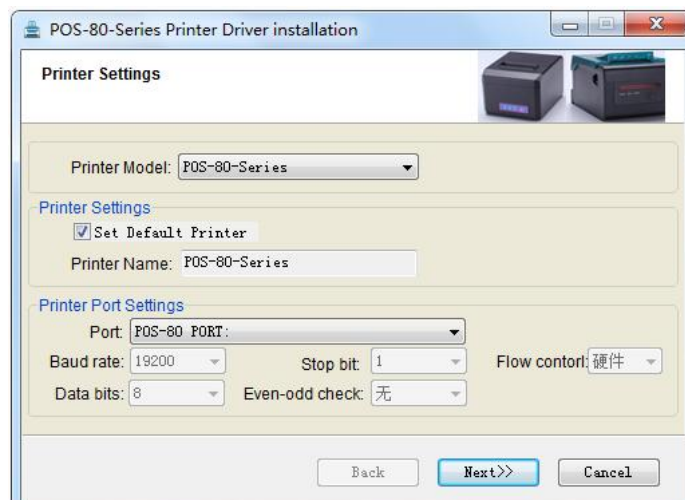 POS-80-Series Printer Driver installation
Printer Settings
Printer Model: POS-80-Series
Printer Settings
Set Default Printer
Printer Name: POS-80-Series
Printer Port Settings
Port: POS-80 PORT:
Baud rate: 19200 Stop bit: 1 Flow contorl: 硬件
Data bits: 8 Even-odd check: 无
Back Next>> Cancel